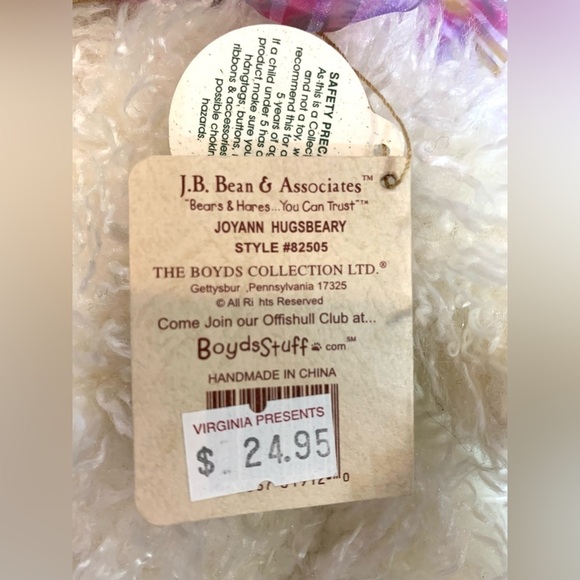 SAFETY PREC
As this is a Collec
and not a toy, w
recommend this for a
5 years of ag
If a child under 5 has a
product, make sure you
hangtags, buttons,
ribbons & accessories
possible chokin
hazards.
J.B. Bean & Associates™
"Bears & Hares...You Can Trust"™
JOYANN HUGSBEARY
STYLE #82505
THE BOYDS COLLECTION LTD.®
Gettysbur ,Pennsylvania 17325
© All Ri hts Reserved
Come Join our Offishull Club at...
BoydsStuff.com℠
HANDMADE IN CHINA
VIRGINIA PRESENTS
$ 24.95